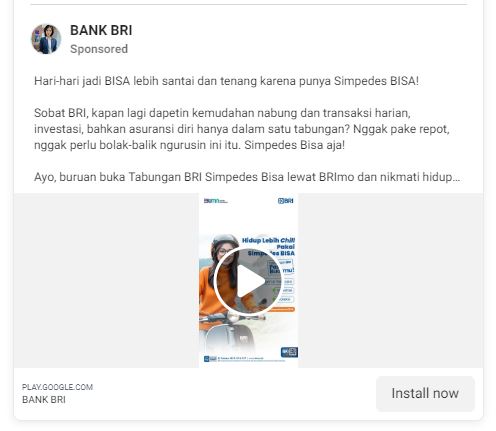 BANK BRI
Sponsored
Hari-hari jadi BISA lebih santai dan tenang karena punya Simpedes BISA!
Sobat BRI, kapan lagi dapetin kemudahan nabung dan transaksi harian,
investasi, bahkan asuransi diri hanya dalam satu tabungan? Nggak pake repot,
nggak perlu bolak-balik ngurusin ini itu. Simpedes Bisa aja!
Ayo, buruan buka Tabungan BRI Simpedes Bisa lewat BRImo dan nikmati hidup...
BUMN
BRI
Hidup Lebih Chill
Pakai
Simpedes BISA
PLAY.GOOGLE.COM
BANK BRI
Install now